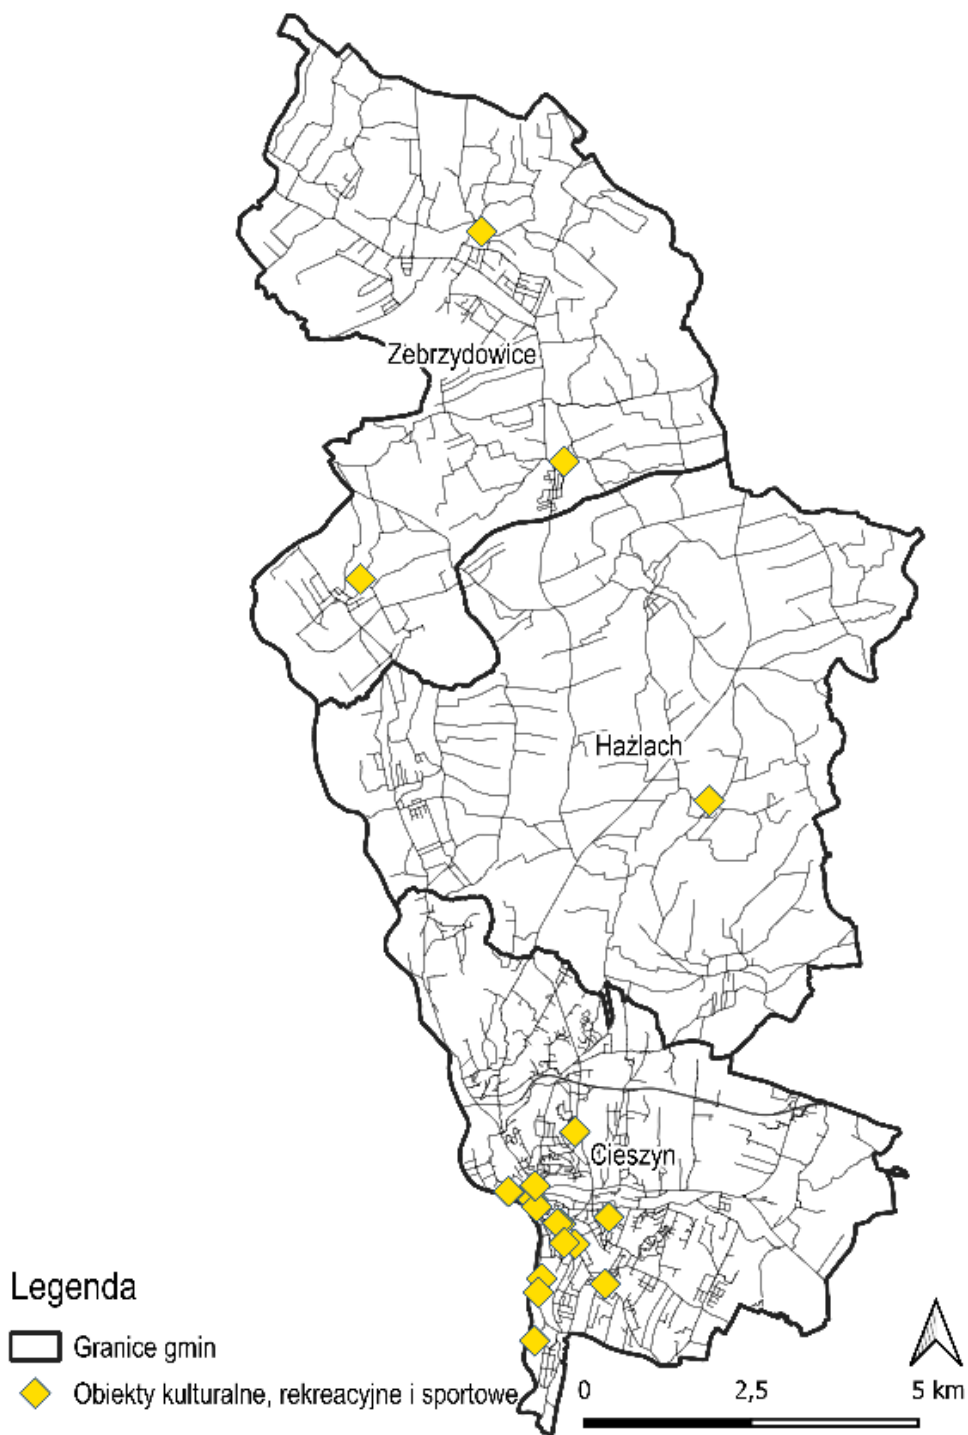 Zebrzydowice
Hażlach
Cieszyn
Legenda
Granice gmin
Obiekty kulturalne, rekreacyjne i sportowe
0 2,5 5 km